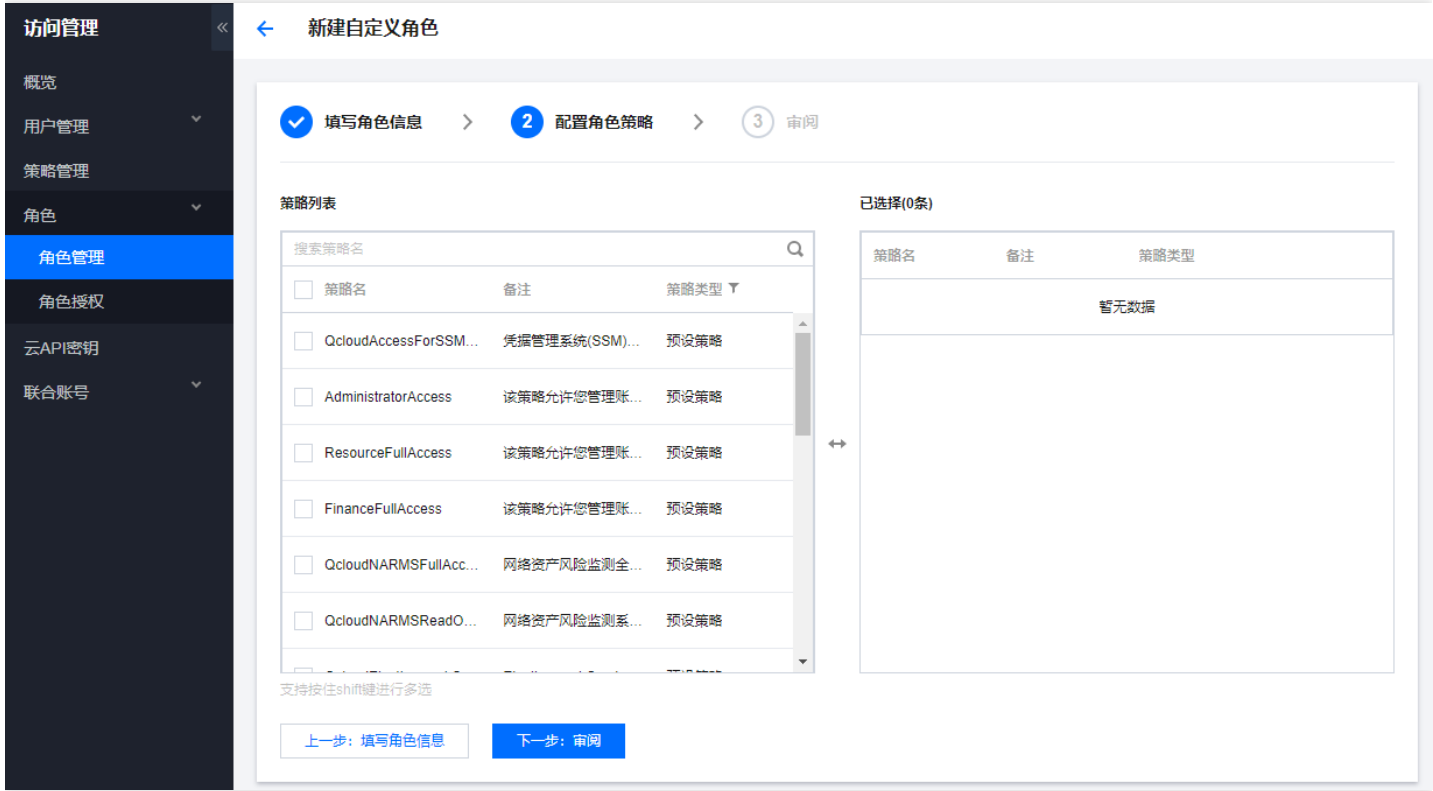 访问管理
«
概览
用户管理
策略管理
角色
角色管理
角色授权
云API密钥
联合账号
新建自定义角色
填写角色信息
2 配置角色策略
3 审阅
策略列表
搜索策略名
策略名 备注 策略类型
QcloudAccessForSSM... 凭据管理系统(SSM)... 预设策略
AdministratorAccess 该策略允许您管理账... 预设策略
ResourceFullAccess 该策略允许您管理账... 预设策略
FinanceFullAccess 该策略允许您管理账... 预设策略
QcloudNARMSFullAcc... 网络资产风险监测全... 预设策略
QcloudNARMSReadO... 网络资产风险监测系... 预设策略
支持按住shift键进行多选
已选择(0条)
策略名 备注 策略类型
暂无数据
上一步：填写角色信息
下一步：审阅